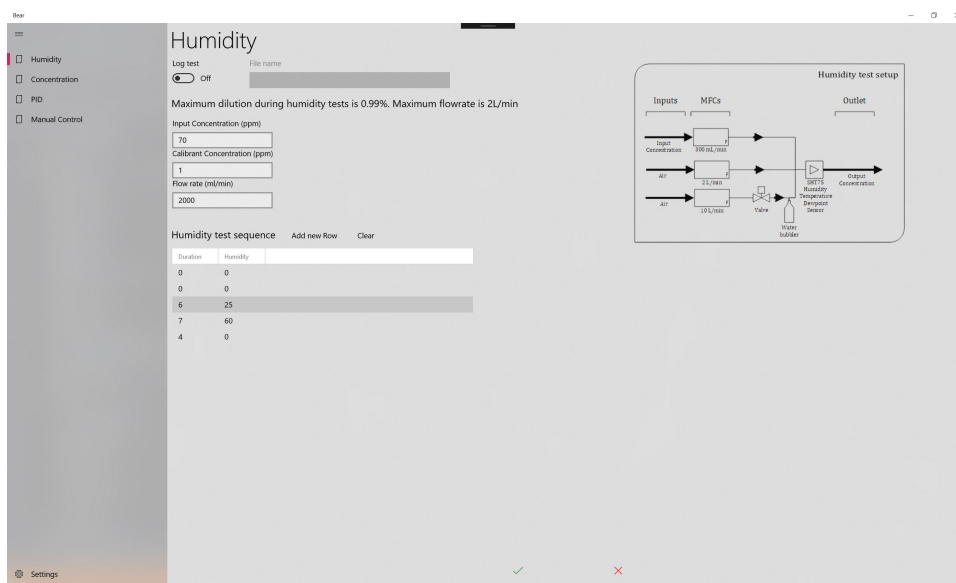 Bear
Humidity
Concentration
PID
Manual Control
Settings
Humidity
Log test File name
Off
Maximum dilution during humidity tests is 0.99%. Maximum flowrate is 2L/min
Input Concentration (ppm)
70
Calibrant Concentration (ppm)
1
Flow rate (ml/min)
2000
Humidity test sequence Add new Row Clear
Duration Humidity
0 0
0 0
6 25
7 60
4 0
Humidity test setup
Inputs MFCs Outlet
Input
Concentration
F
300 mL/min
Air
F
2 L/min
Air
F
10 L/min
Valve
Water
bubbler
SHT75
Humidity
Temperature
Dewpoint
Sensor
Output
Concentration